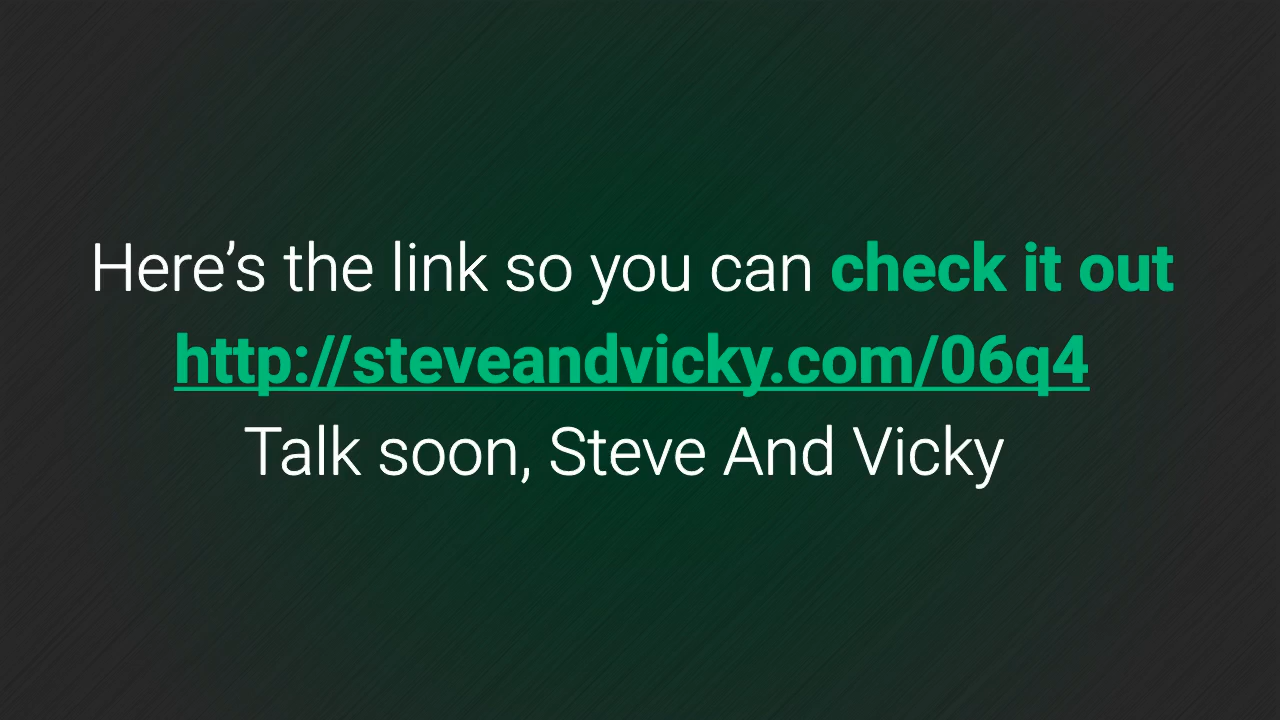 Here’s the link so you can check it out
http://steveandvicky.com/06q4
Talk soon, Steve And Vicky